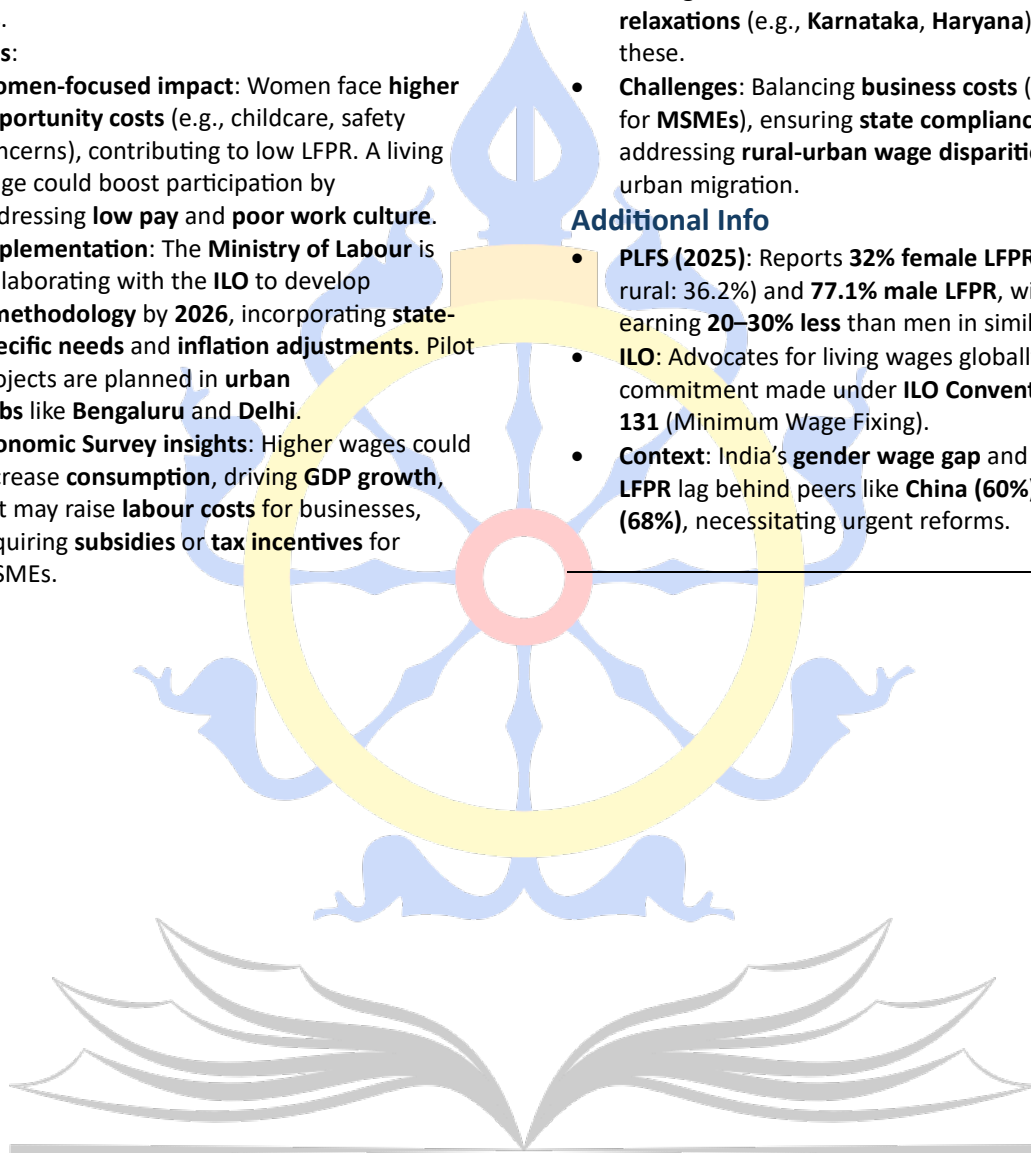 .
s:
omen-focused impact: Women face higher
portunity costs (e.g., childcare, safety
ncerns), contributing to low LFPR. A living
ge could boost participation by
dressing low pay and poor work culture.
plementation: The Ministry of Labour is
laborating with the ILO to develop
methodology by 2026, incorporating state-
ecific needs and inflation adjustments. Pilot
ojects are planned in urban
bs like Bengaluru and Delhi.
onomic Survey insights: Higher wages could
crease consumption, driving GDP growth,
t may raise labour costs for businesses,
quiring subsidies or tax incentives for
SMEs.
relaxations (e.g., Karnataka, Haryana)
these.
• Challenges: Balancing business costs (
for MSMEs), ensuring state complianc
addressing rural-urban wage dispariti
urban migration.
Additional Info
• PLFS (2025): Reports 32% female LFPR
rural: 36.2%) and 77.1% male LFPR, wi
earning 20–30% less than men in simil
• ILO: Advocates for living wages globall
commitment made under ILO Convent
131 (Minimum Wage Fixing).
• Context: India's gender wage gap and
LFPR lag behind peers like China (60%)
(68%), necessitating urgent reforms.